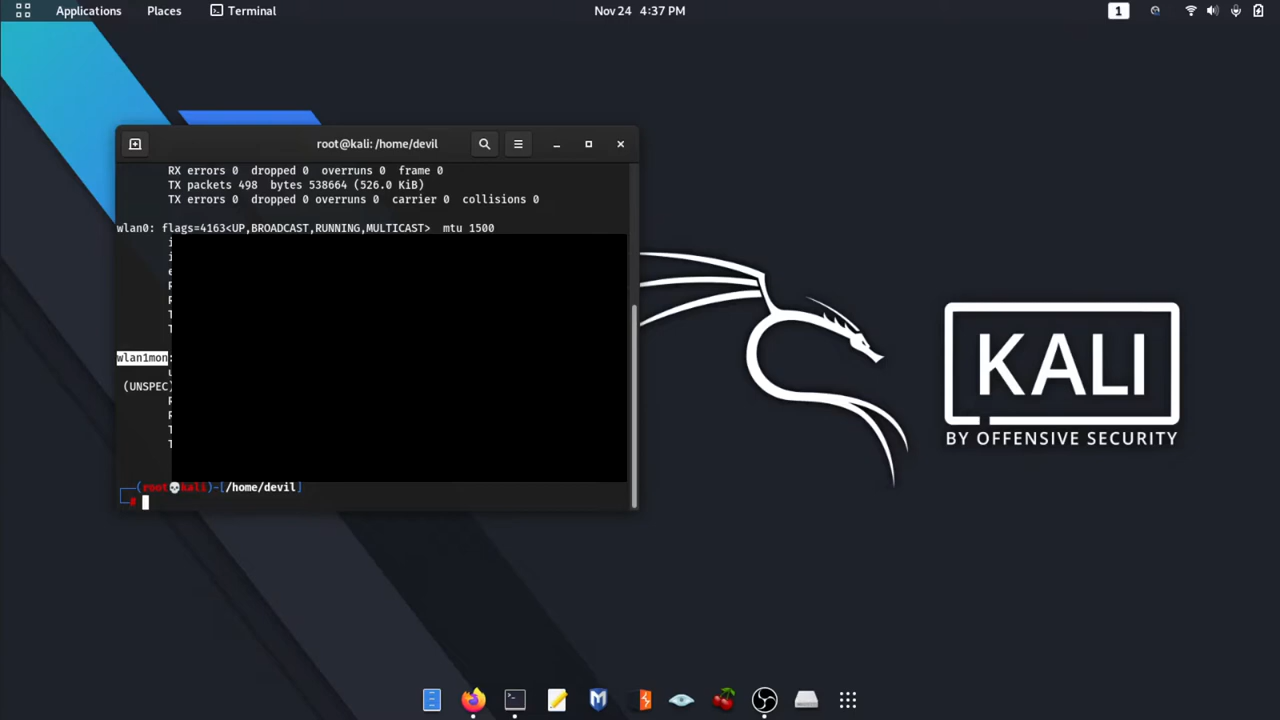 Applications Places Terminal Nov 24 4:37 PM 1
root@kali: /home/devil
RX errors 0 dropped 0 overruns 0 frame 0
TX packets 498 bytes 538664 (526.0 KiB)
TX errors 0 dropped 0 overruns 0 carrier 0 collisions 0
wlan0: flags=4163<UP,BROADCAST,RUNNING,MULTICAST> mtu 1500
i
i
e
R
R
T
T
wlan1mon:
u
(UNSPEC)
R
R
T
T
(root💀kali)-[/home/devil]
#
KALI
BY OFFENSIVE SECURITY